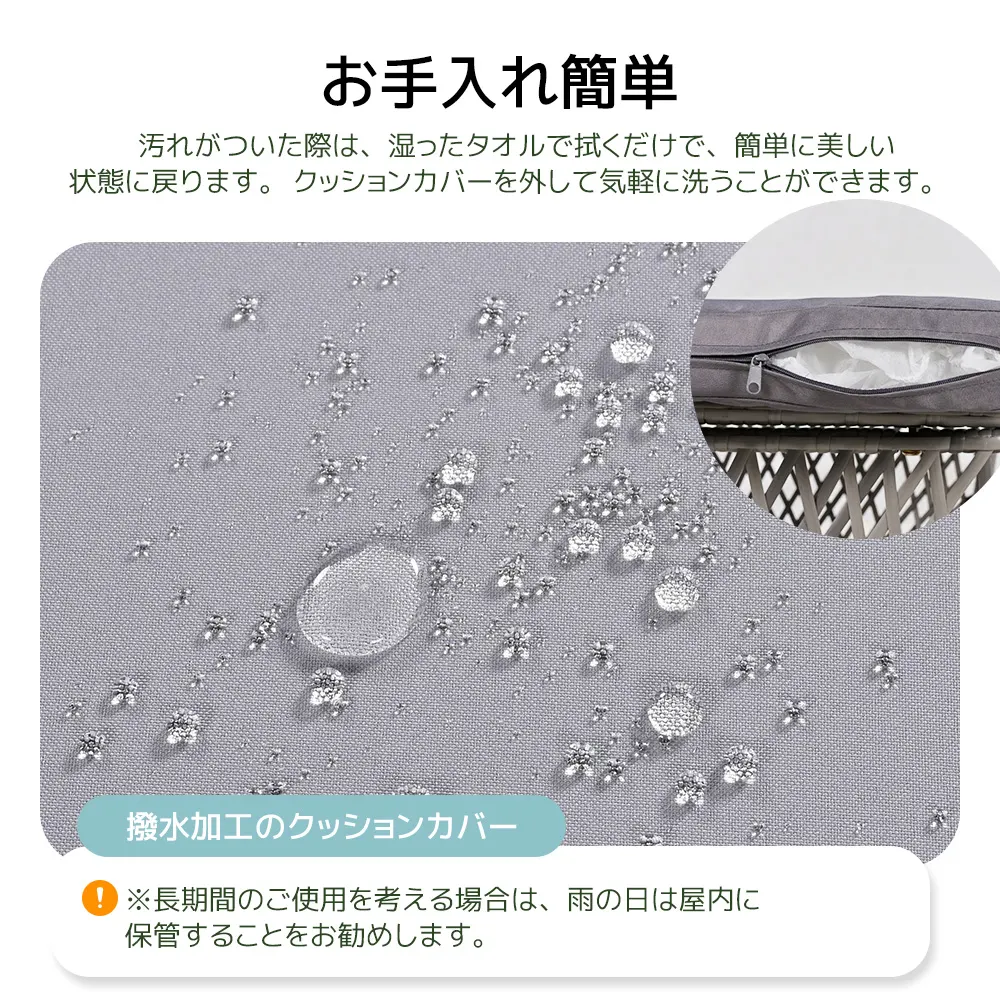 お手入れ簡単
汚れがついた際は、湿ったタオルで拭くだけで、簡単に美しい
状態に戻ります。クッションカバーを外して気軽に洗うことができます。
撥水加工のクッションカバー
! ※長期間のご使用を考える場合は、雨の日は屋内に
保管することをお勧めします。